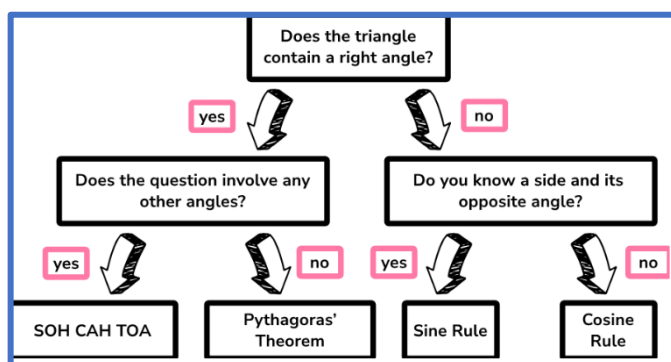 Does the triangle
contain a right angle?
yes
no
Does the question involve any
other angles?
Do you know a side and its
opposite angle?
yes
no
yes
no
SOH CAH TOA
Pythagoras'
Theorem
Sine Rule
Cosine
Rule